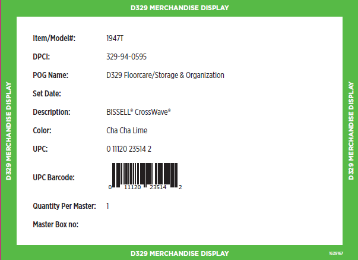 D329 MERCHANDISE DISPLAY
D329 MERCHANDISE DISPLAY
Item/Model#: 1947T
DPCI: 329-94-0595
POG Name: D329 Floorcare/Storage & Organization
Set Date:
Description: BISSELL® CrossWave®
Color: Cha Cha Lime
UPC: 0 11120 23514 2
UPC Barcode: 0 11120 23514 2
Quantity Per Master: 1
Master Box no:
D329 MERCHANDISE DISPLAY
D329 MERCHANDISE DISPLAY